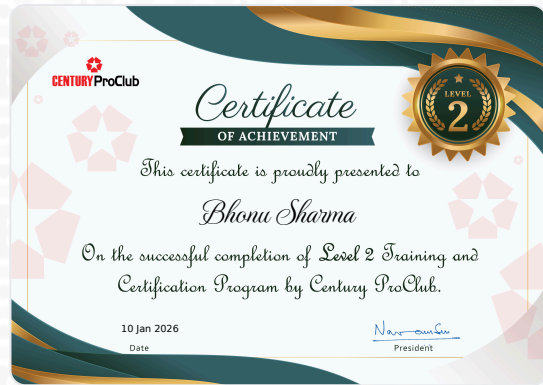 CENTURY ProClub
LEVEL
2
Certificate
OF ACHIEVEMENT
This certificate is proudly presented to
Bhonu Sharma
On the successful completion of Level 2 Training and
Certification Program by Century ProClub.
10 Jan 2026
Date
President